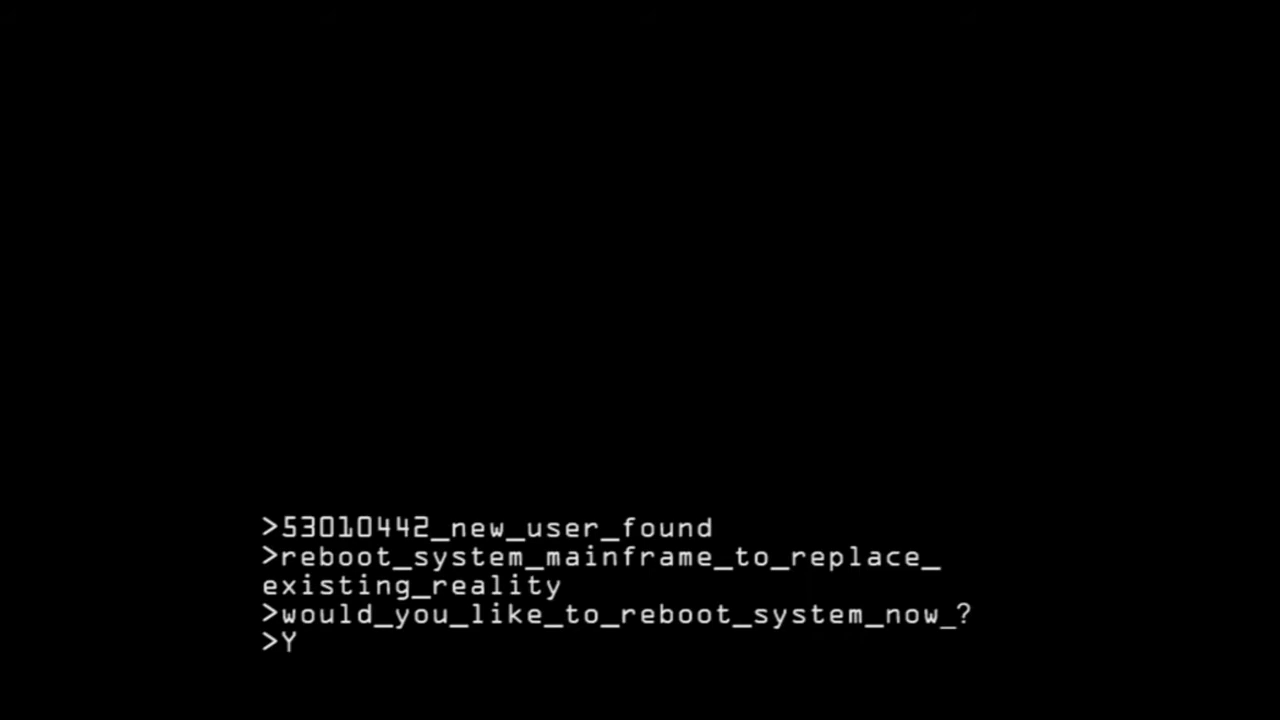 >53010442_new_user_found
>reboot_system_mainframe_to_replace_
existing_reality
>would_you_like_to_reboot_system_now_?
>Y